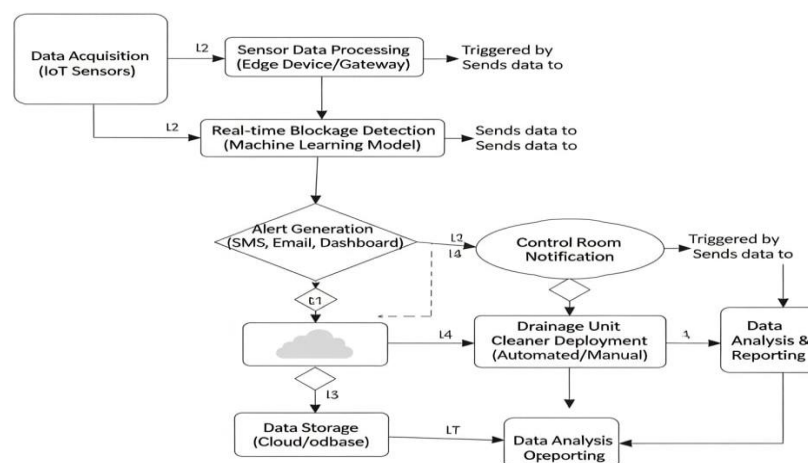 Data Acquisition
(IoT Sensors)
L2
Sensor Data Processing
(Edge Device/Gateway)
Triggered by
Sends data to
L2
Real-time Blockage Detection
(Machine Learning Model)
Sends data to
Sends data to
Alert Generation
(SMS, Email, Dashboard)
L4
Control Room
Notification
Triggered by
Sends data to
L4
Drainage Unit
Cleaner Deployment
(Automated/Manual)
Data
Analysis &
Reporting
Data Storage
(Cloud/odbase)
LT
Data Analysis